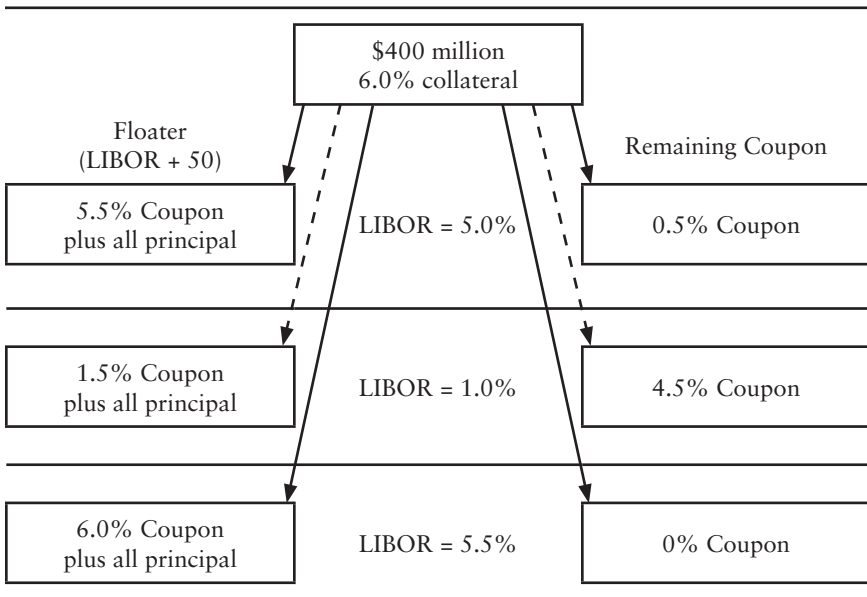 $400 million
6.0% collateral
Floater
(LIBOR + 50)
Remaining Coupon
5.5% Coupon
plus all principal
LIBOR = 5.0%
0.5% Coupon
1.5% Coupon
plus all principal
LIBOR = 1.0%
4.5% Coupon
6.0% Coupon
plus all principal
LIBOR = 5.5%
0% Coupon